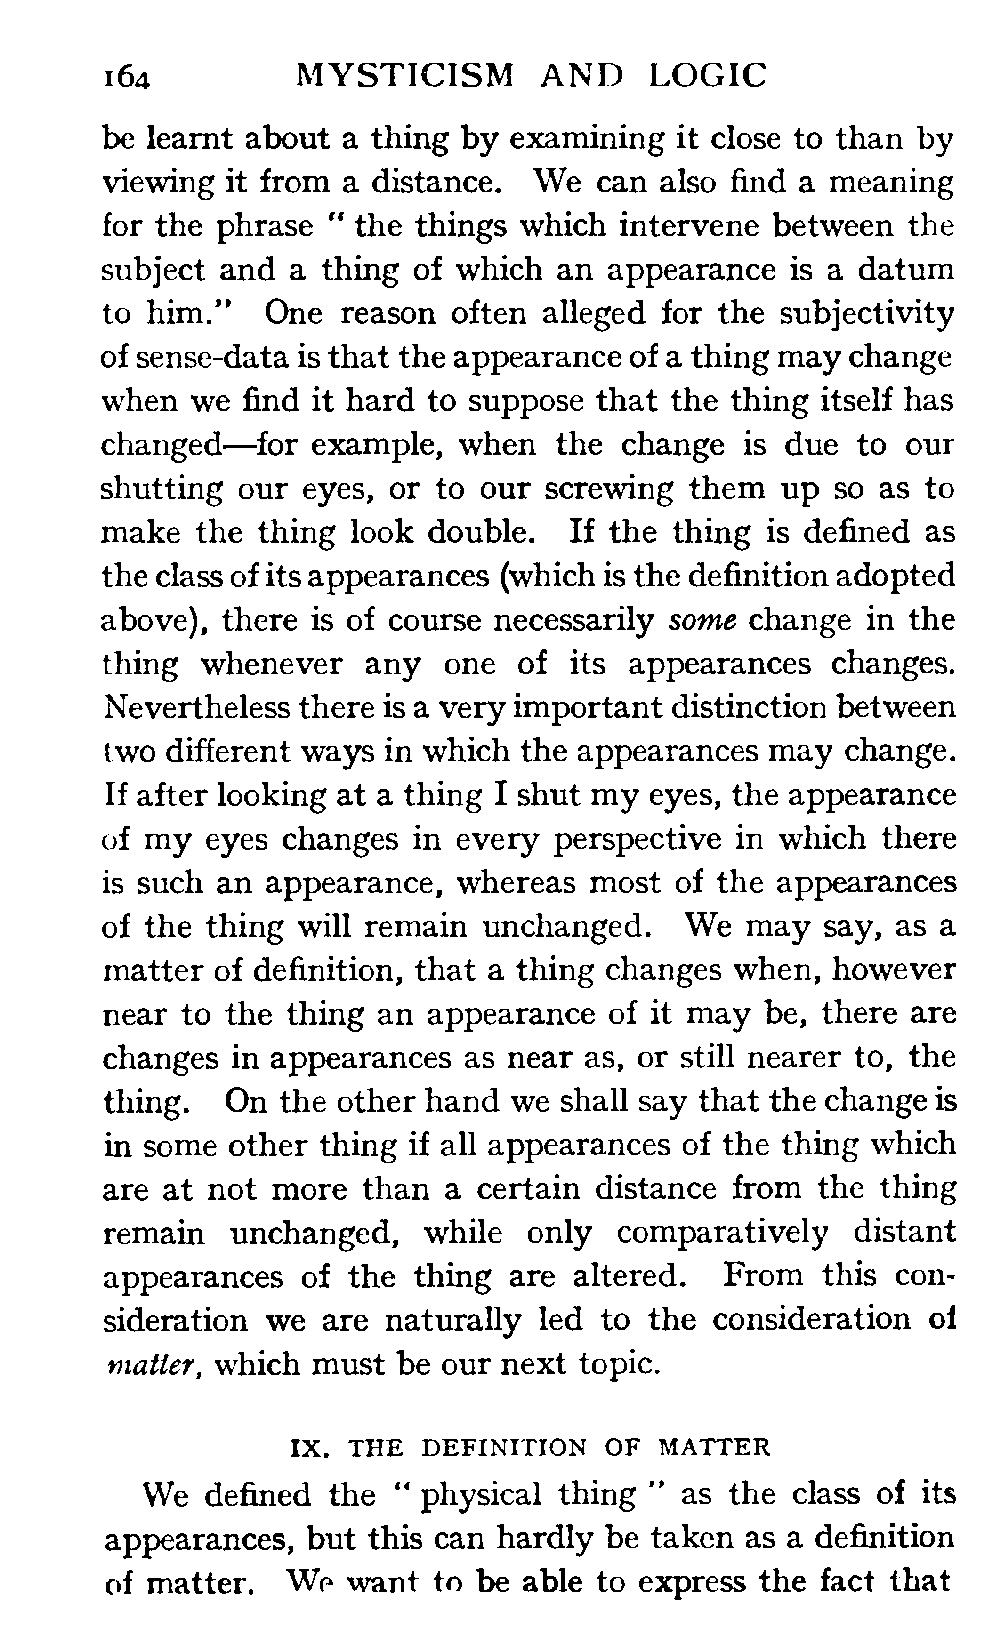 164 MYSTICISM AND LOGIC
be learnt about a thing by examining it close to than by
viewing it from a distance. We can also find a meaning
for the phrase “ the things which intervene between the
subject and a thing of which an appearance is a datum
to him.” One reason often alleged for the subjectivity
of sense-data is that the appearance of a thing may change
when we find it hard to suppose that the thing itself has
changed—for example, when the change is due to our
shutting our eyes, or to our screwing them up so as to
make the thing look double. If the thing is defined as
the class of its appearances (which is the definition adopted
above), there is of course necessarily some change in the
thing whenever any one of its appearances changes.
Nevertheless there is a very important distinction between
two different ways in which the appearances may change.
If after looking at a thing I shut my eyes, the appearance
of my eyes changes in every perspective in which there
is such an appearance, whereas most of the appearances
of the thing will remain unchanged. We may say, as a
matter of definition, that a thing changes when, however
near to the thing an appearance of it may be, there are
changes in appearances as near as, or still nearer to, the
thing. On the other hand we shall say that the change is
in some other thing if all appearances of the thing which
are at not more than a certain distance from the thing
remain unchanged, while only comparatively distant
appearances of the thing are altered. From this con-
sideration we are naturally led to the consideration of
matter, which must be our next topic.
IX. THE DEFINITION OF MATTER
We defined the “ physical thing ” as the class of its
appearances, but this can hardly be taken as a definition
of matter. We want to be able to express the fact that